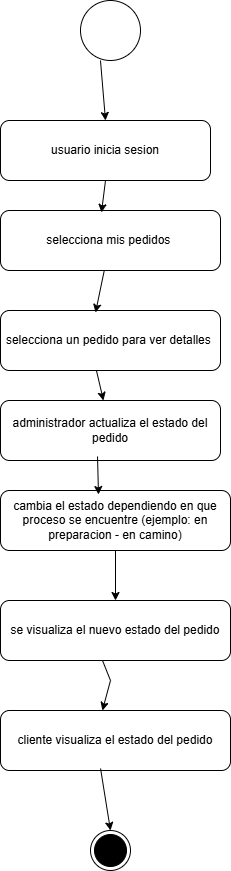 usuario inicia sesion
selecciona mis pedidos
selecciona un pedido para ver detalles
administrador actualiza el estado del
pedido
cambia el estado dependiendo en que
proceso se encuentre (ejemplo: en
preparacion - en camino)
se visualiza el nuevo estado del pedido
cliente visualiza el estado del pedido